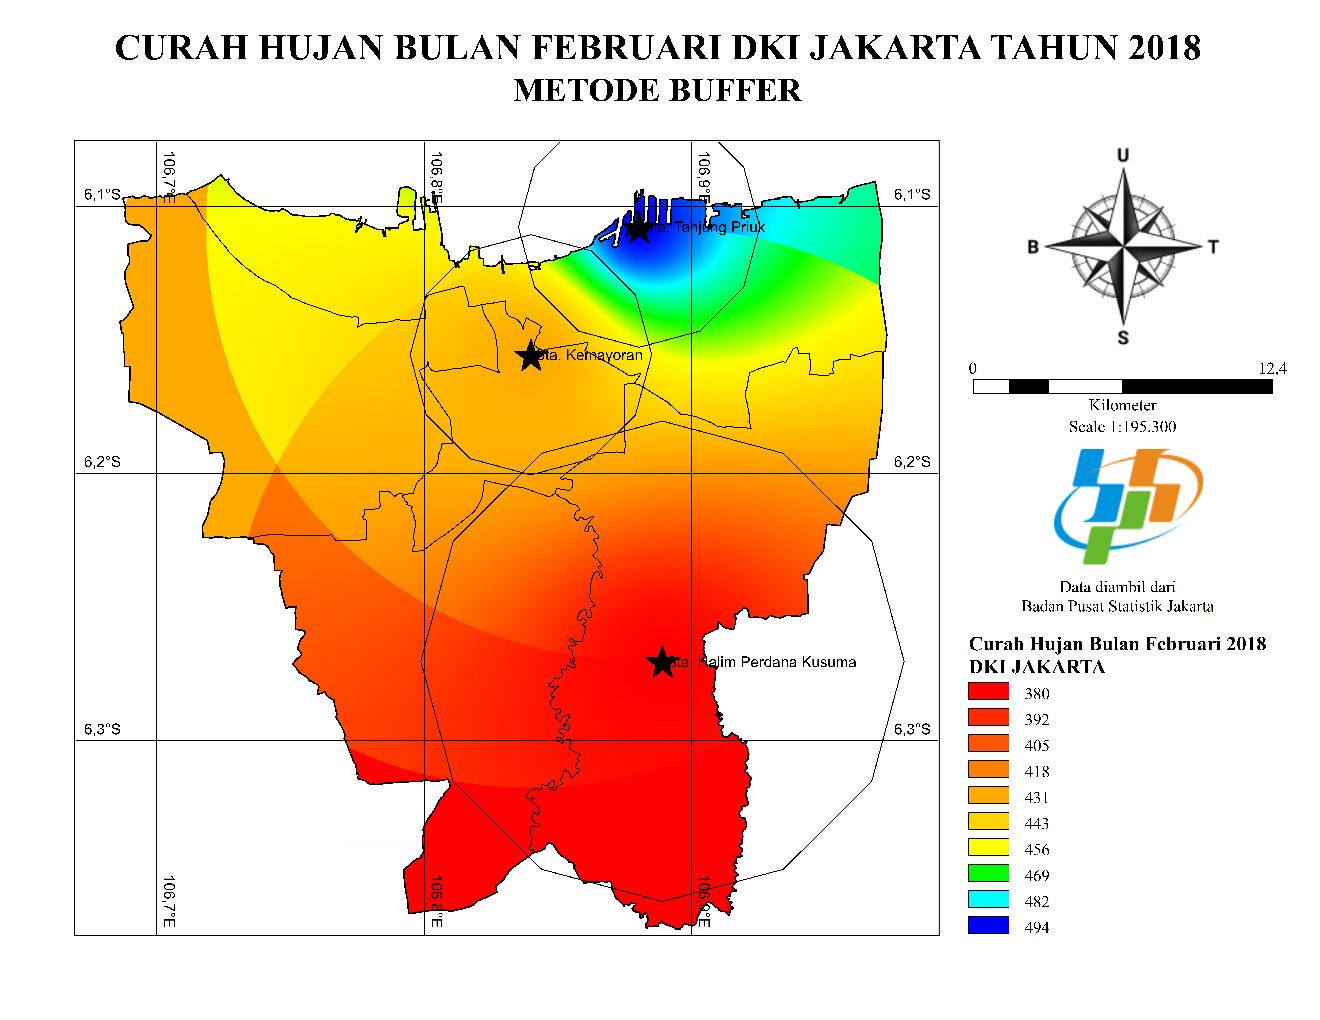 CURAH HUJAN BULAN FEBRUARI DKI JAKARTA TAHUN 2018
METODE BUFFER
106,7°E
106,8°E
106,9°E
6,1°S
6,1°S
Sta. Tanjung Priuk
Sta. Kemayoran
6,2°S
6,2°S
Sta. Halim Perdana Kusuma
6,3°S
6,3°S
106,7°E
106,8°E
106,9°E
U
B
T
S
0
12.4
Kilometer
Scale 1:195.300
Data diambil dari
Badan Pusat Statistik Jakarta
Curah Hujan Bulan Februari 2018
DKI JAKARTA
380
392
405
418
431
443
456
469
482
494